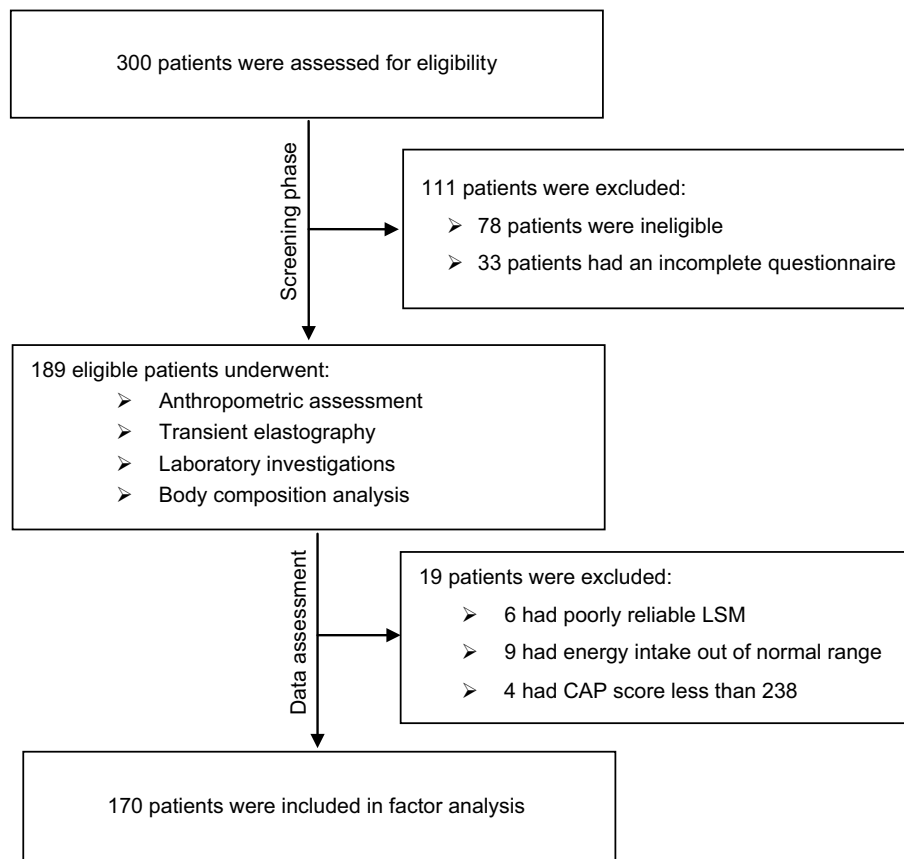 300 patients were assessed for eligibility
Screening phase
111 patients were excluded:
➢ 78 patients were ineligible
➢ 33 patients had an incomplete questionnaire
189 eligible patients underwent:
➢ Anthropometric assessment
➢ Transient elastography
➢ Laboratory investigations
➢ Body composition analysis
Data assessment
19 patients were excluded:
➢ 6 had poorly reliable LSM
➢ 9 had energy intake out of normal range
➢ 4 had CAP score less than 238
170 patients were included in factor analysis